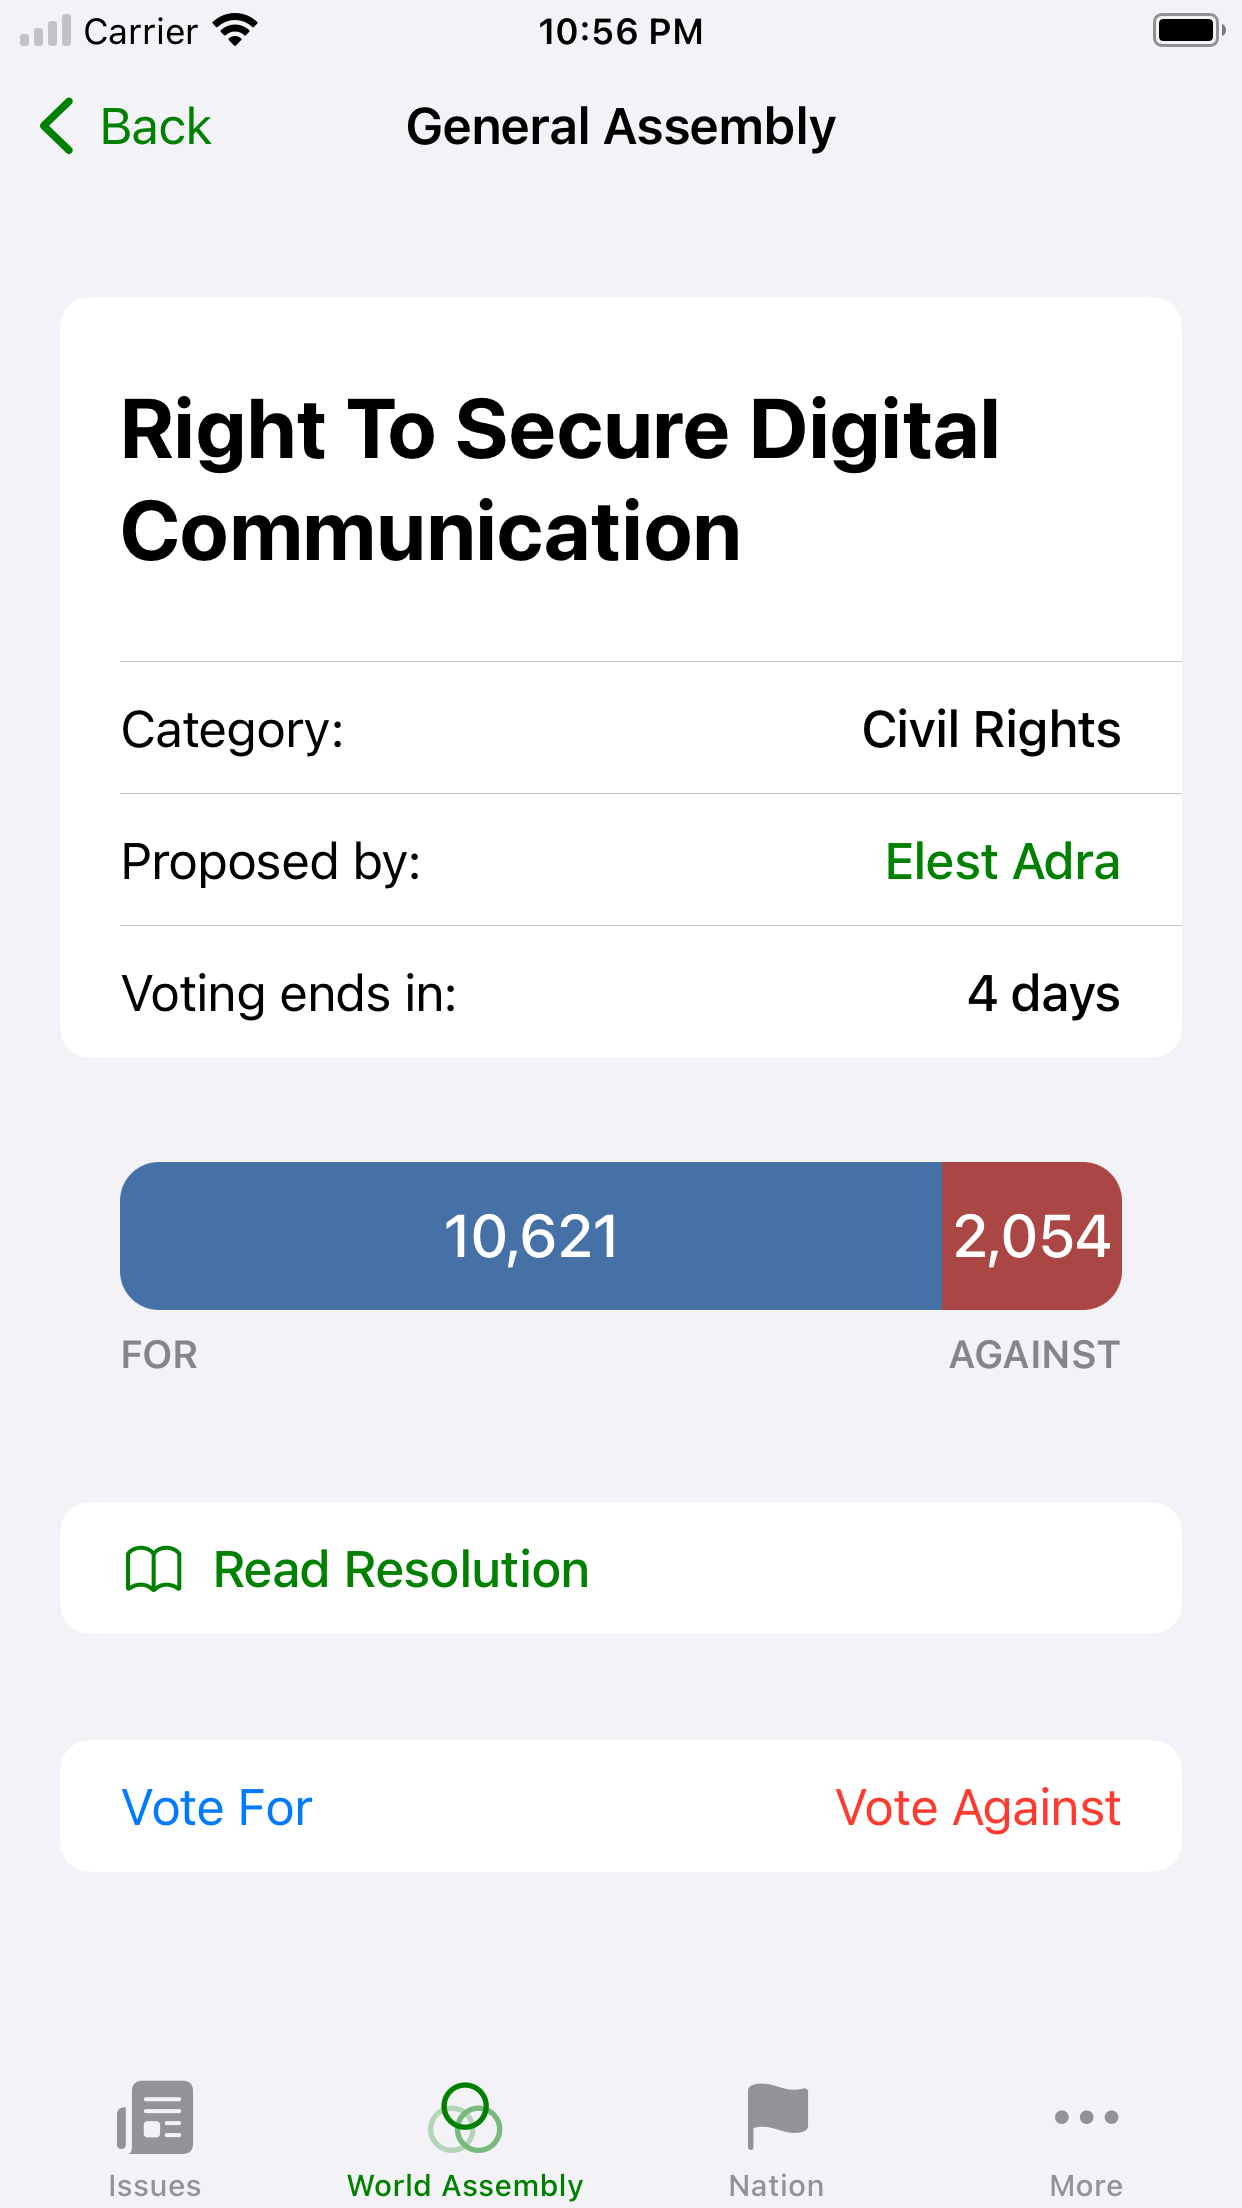 Carrier 10:56 PM
Back General Assembly
Right To Secure Digital
Communication
Category: Civil Rights
Proposed by: Elest Adra
Voting ends in: 4 days
10,621 2,054
FOR AGAINST
Read Resolution
Vote For Vote Against
Issues World Assembly Nation More